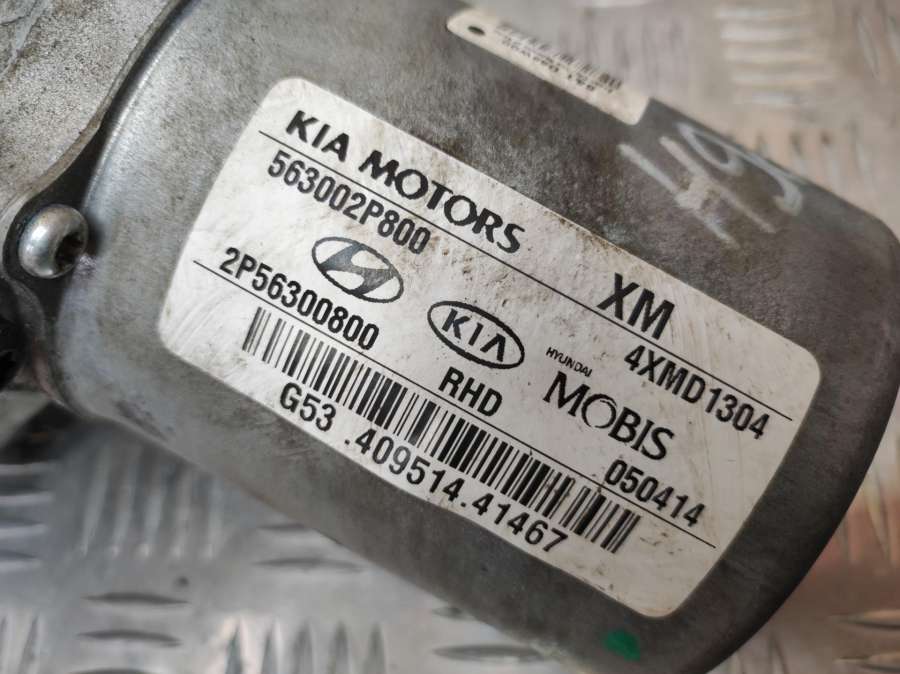 KIA MOTORS XM
563002P800 4XMD1304
KIA
HYUNDAI
MOBIS
2P56300800 RHD 050414
G53 .409514.41467